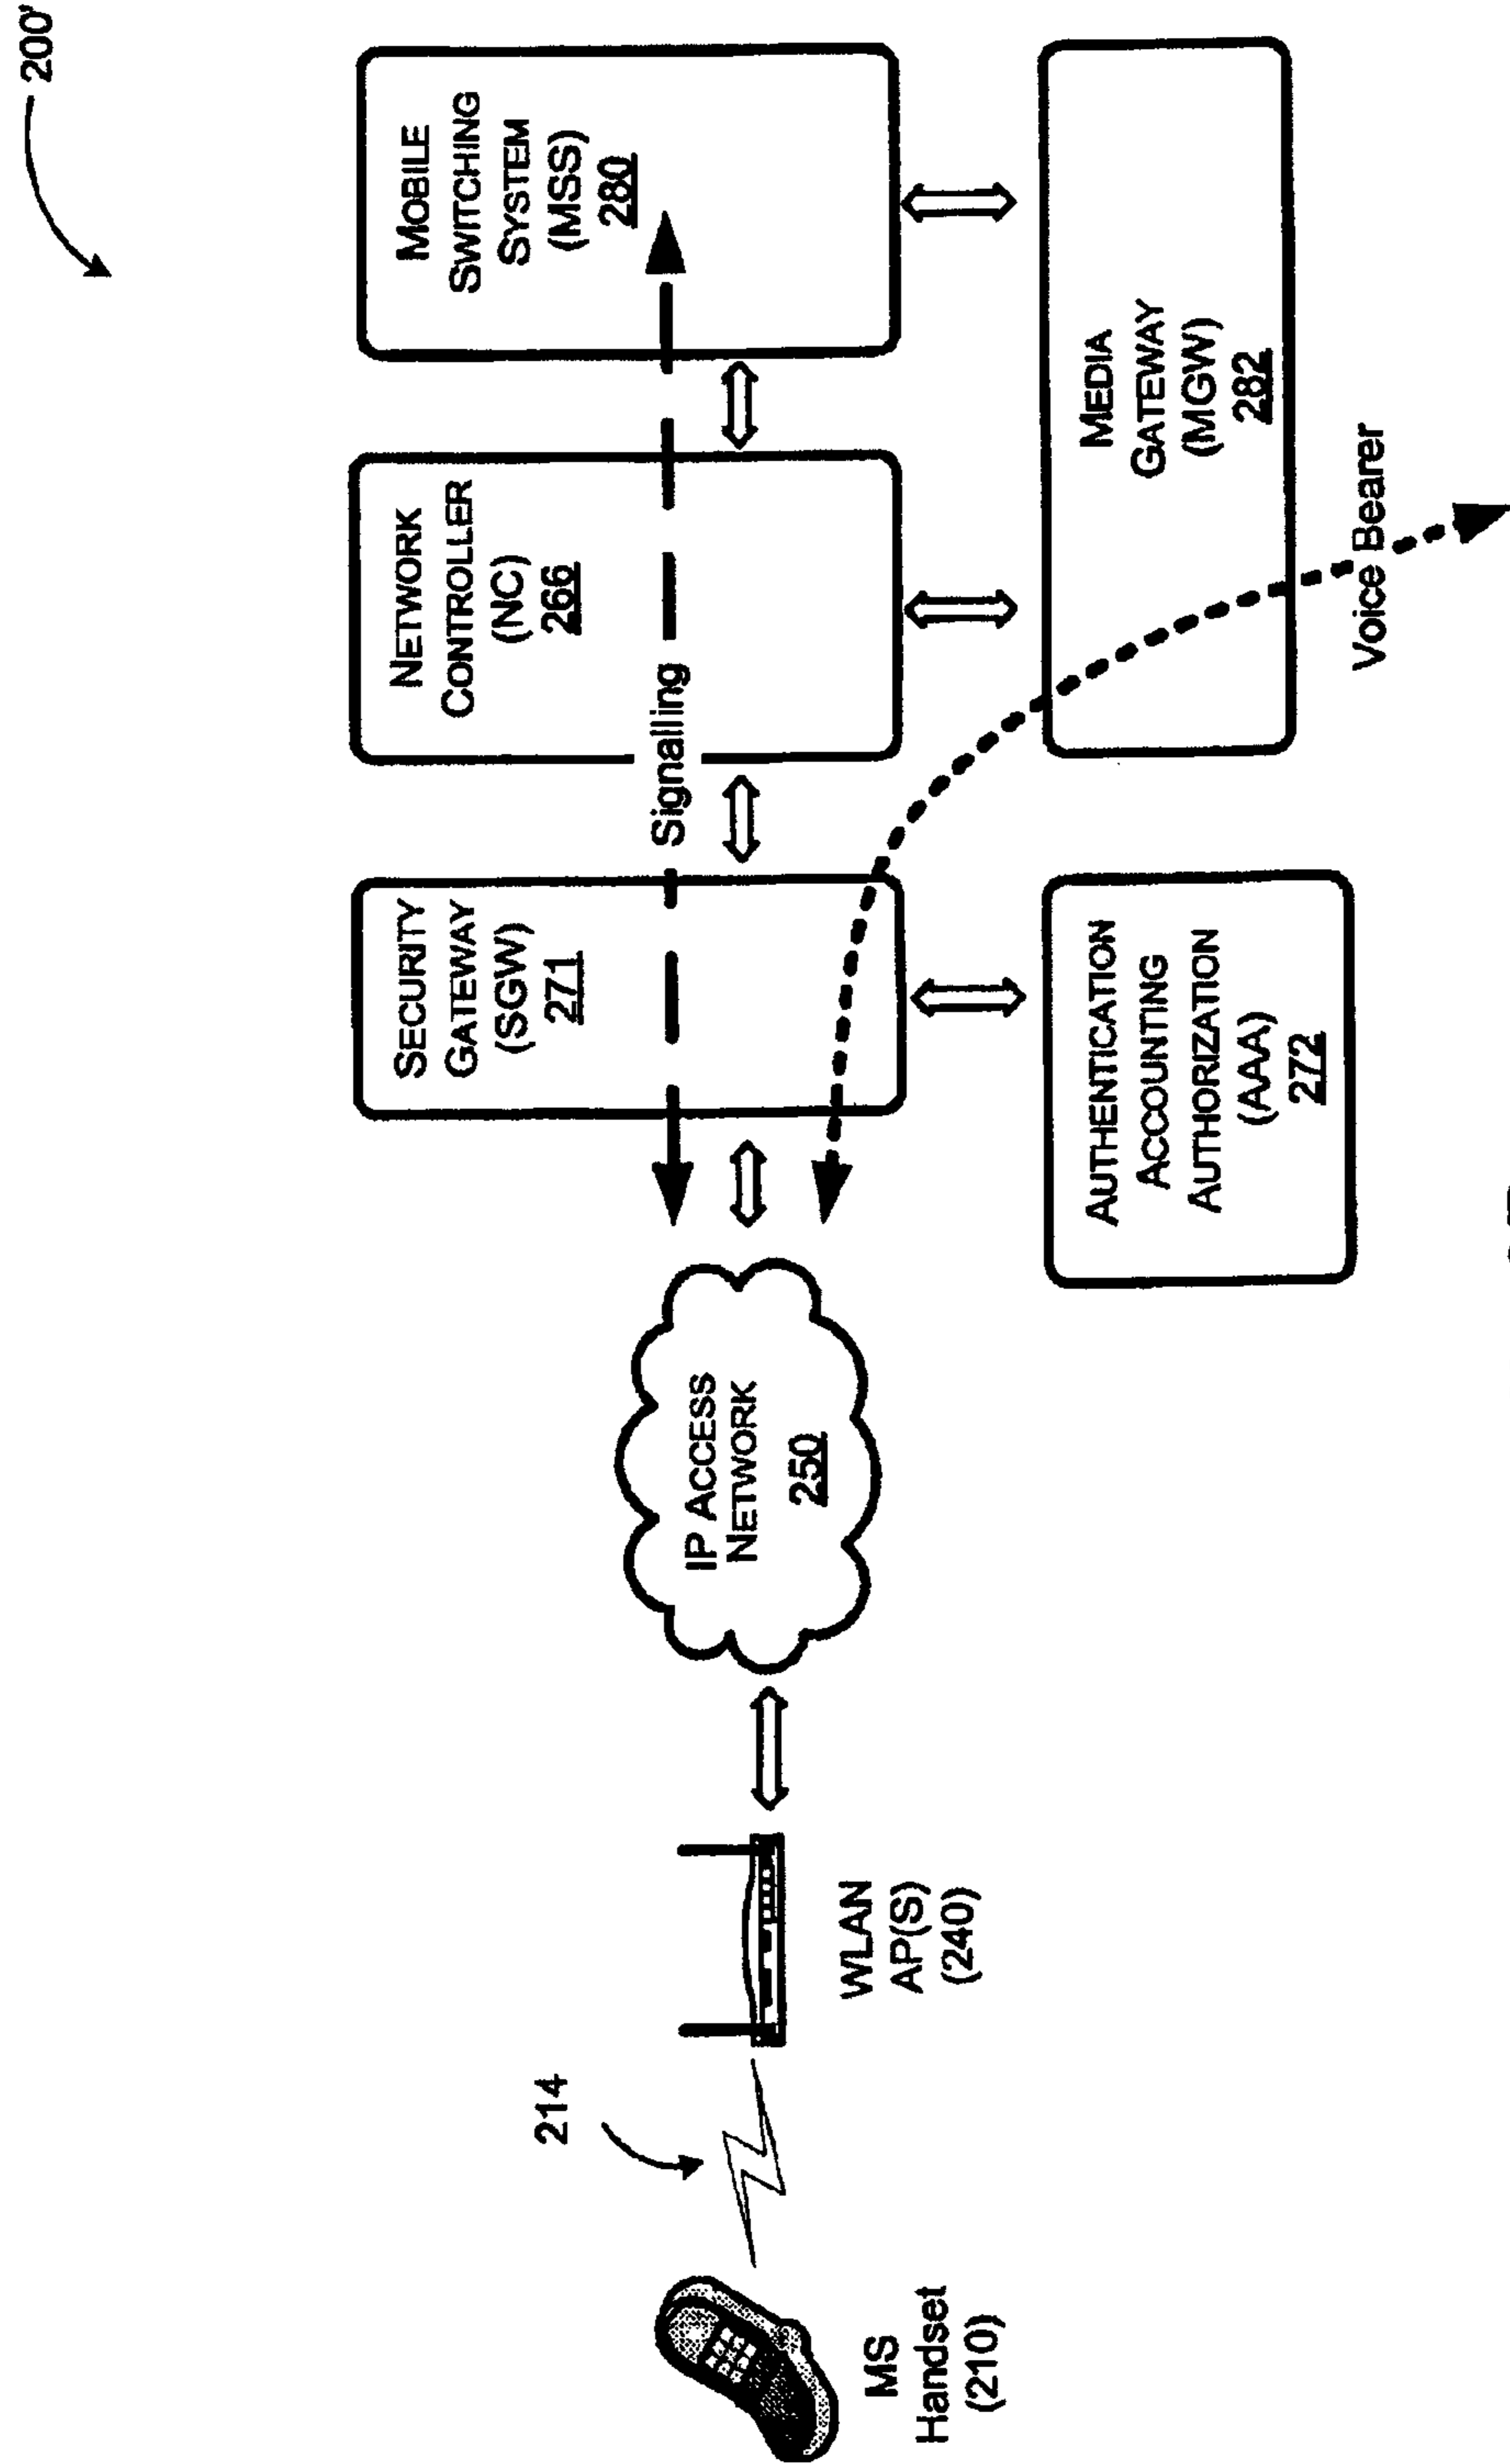 200'
MOBILE
SWITCHING
SYSTEM
(MSS)
280
NETWORK
CONTROLLER
(NC)
266
SECURITY
GATEWAY
(SGW)
271
Signalling
IP ACCESS
NETWORK
250
214
WLAN
AP(S)
(240)
MS
Handset
(210)
AUTHENTICATION
ACCOUNTING
AUTHORIZATION
(AAA)
272
MEDIA
GATEWAY
(MGW)
282
Voice Bearer